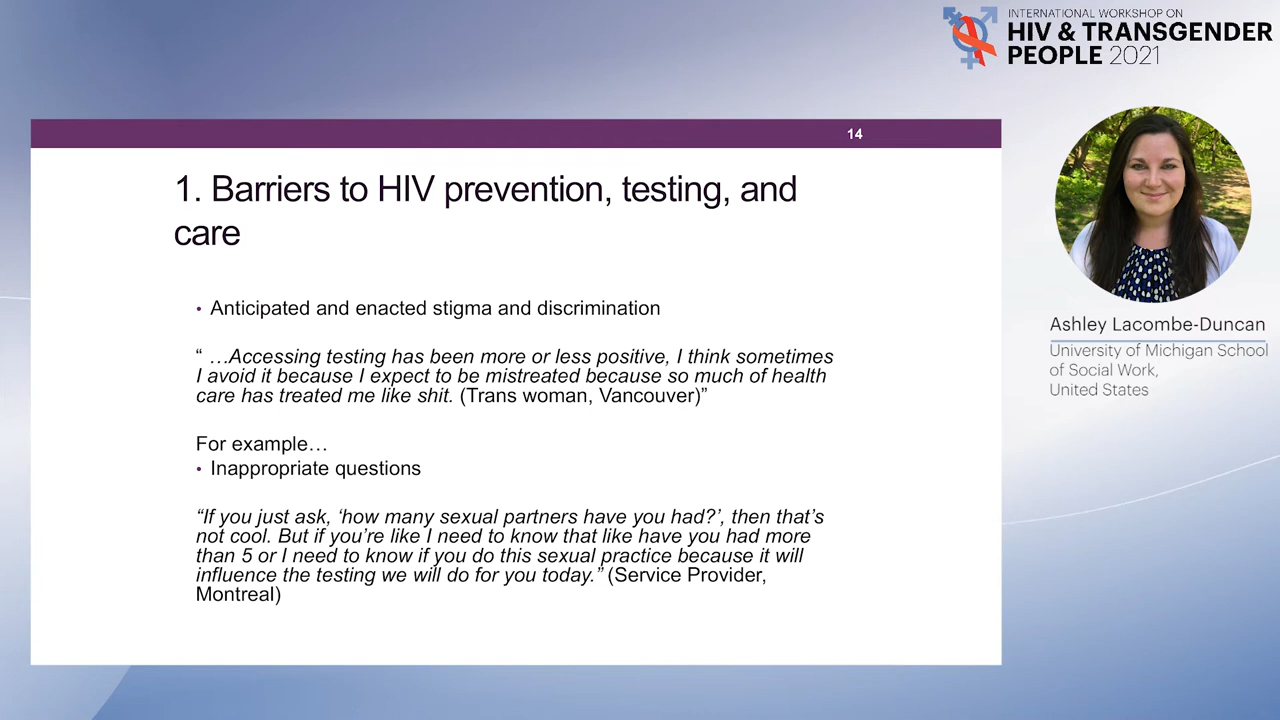 INTERNATIONAL WORKSHOP ON
HIV & TRANSGENDER
PEOPLE 2021
14
1. Barriers to HIV prevention, testing, and
care
• Anticipated and enacted stigma and discrimination
“ …Accessing testing has been more or less positive, I think sometimes
I avoid it because I expect to be mistreated because so much of health
care has treated me like shit. (Trans woman, Vancouver)”
For example…
• Inappropriate questions
“If you just ask, ‘how many sexual partners have you had?’, then that’s
not cool. But if you’re like I need to know that like have you had more
than 5 or I need to know if you do this sexual practice because it will
influence the testing we will do for you today.” (Service Provider,
Montreal)
Ashley Lacombe-Duncan
University of Michigan School
of Social Work,
United States